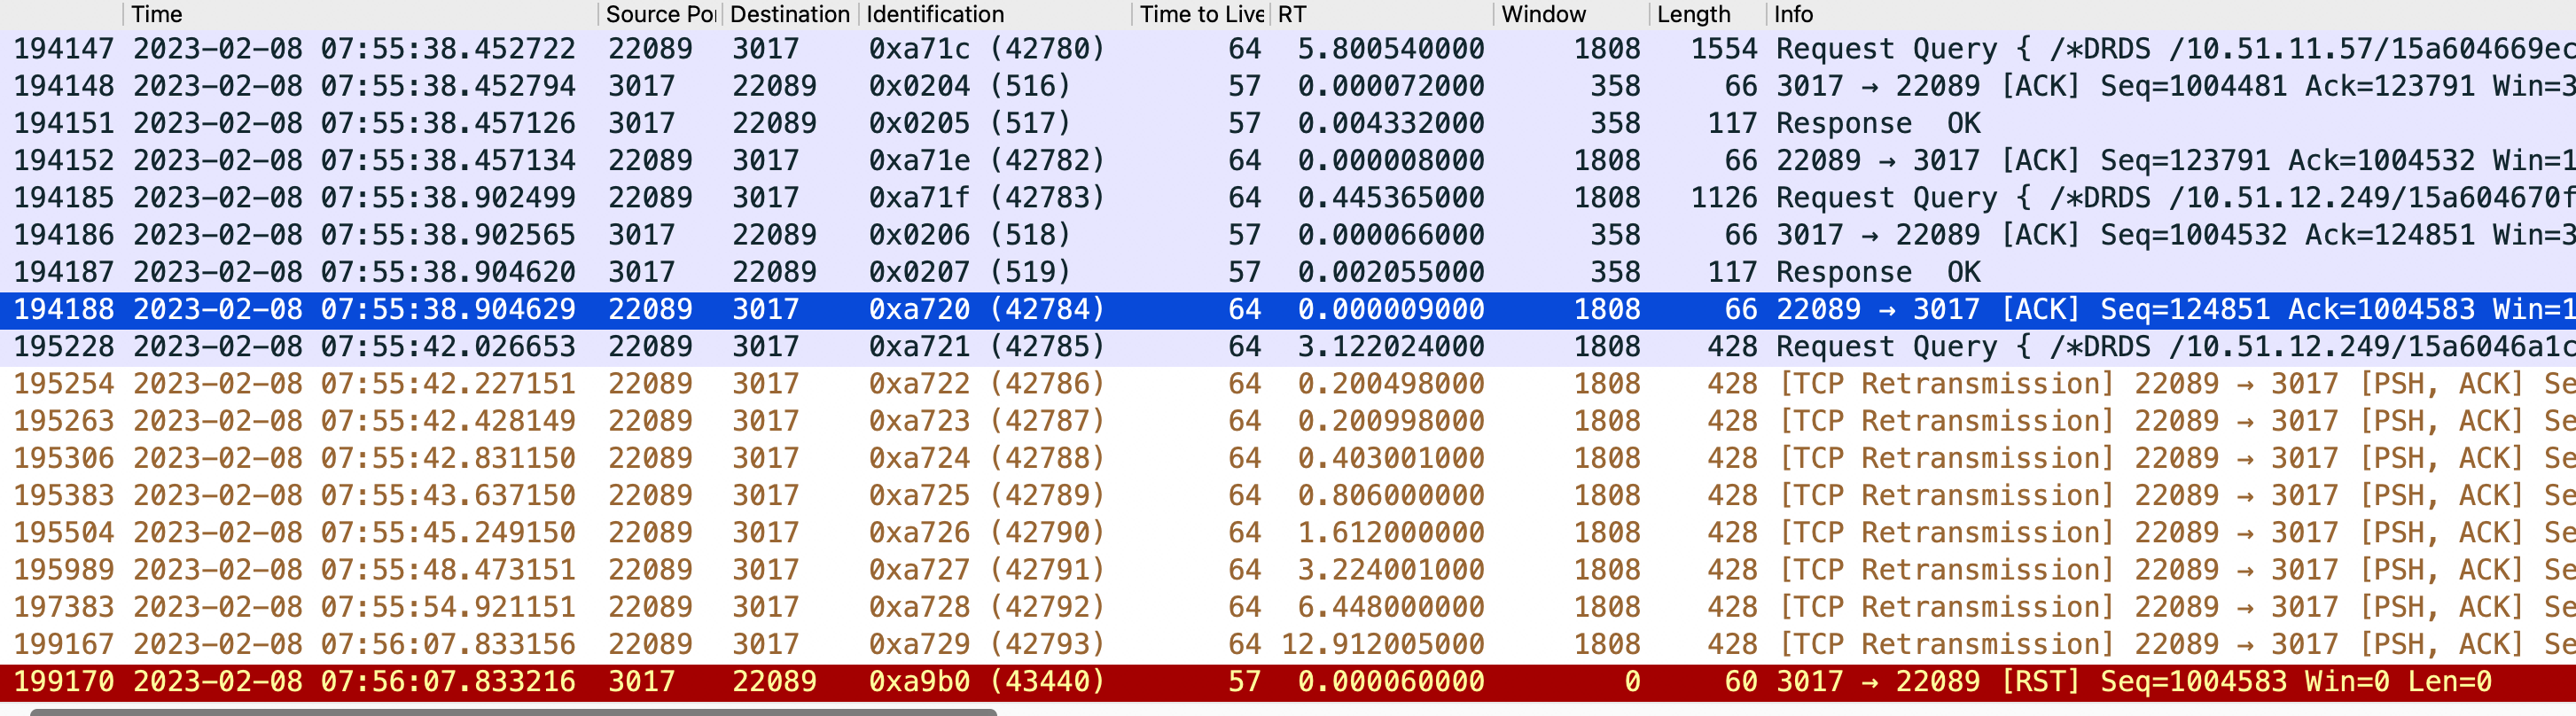 Time Source Por Destination Identification Time to Live RT Window Length Info
194147 2023-02-08 07:55:38.452722 22089 3017 0xa71c (42780) 64 5.800540000 1808 1554 Request Query { /*DRDS /10.51.11.57/15a604669ec
194148 2023-02-08 07:55:38.452794 3017 22089 0x0204 (516) 57 0.000072000 358 66 3017 → 22089 [ACK] Seq=1004481 Ack=123791 Win=3
194151 2023-02-08 07:55:38.457126 3017 22089 0x0205 (517) 57 0.004332000 358 117 Response OK
194152 2023-02-08 07:55:38.457134 22089 3017 0xa71e (42782) 64 0.000008000 1808 66 22089 → 3017 [ACK] Seq=123791 Ack=1004532 Win=1
194185 2023-02-08 07:55:38.902499 22089 3017 0xa71f (42783) 64 0.445365000 1808 1126 Request Query { /*DRDS /10.51.12.249/15a604670f
194186 2023-02-08 07:55:38.902565 3017 22089 0x0206 (518) 57 0.000066000 358 66 3017 → 22089 [ACK] Seq=1004532 Ack=124851 Win=3
194187 2023-02-08 07:55:38.904620 3017 22089 0x0207 (519) 57 0.002055000 358 117 Response OK
194188 2023-02-08 07:55:38.904629 22089 3017 0xa720 (42784) 64 0.000009000 1808 66 22089 → 3017 [ACK] Seq=124851 Ack=1004583 Win=1
195228 2023-02-08 07:55:42.026653 22089 3017 0xa721 (42785) 64 3.122024000 1808 428 Request Query { /*DRDS /10.51.12.249/15a6046a1c
195254 2023-02-08 07:55:42.227151 22089 3017 0xa722 (42786) 64 0.200498000 1808 428 [TCP Retransmission] 22089 → 3017 [PSH, ACK] Se
195263 2023-02-08 07:55:42.428149 22089 3017 0xa723 (42787) 64 0.200998000 1808 428 [TCP Retransmission] 22089 → 3017 [PSH, ACK] Se
195306 2023-02-08 07:55:42.831150 22089 3017 0xa724 (42788) 64 0.403001000 1808 428 [TCP Retransmission] 22089 → 3017 [PSH, ACK] Se
195383 2023-02-08 07:55:43.637150 22089 3017 0xa725 (42789) 64 0.806000000 1808 428 [TCP Retransmission] 22089 → 3017 [PSH, ACK] Se
195504 2023-02-08 07:55:45.249150 22089 3017 0xa726 (42790) 64 1.612000000 1808 428 [TCP Retransmission] 22089 → 3017 [PSH, ACK] Se
195989 2023-02-08 07:55:48.473151 22089 3017 0xa727 (42791) 64 3.224001000 1808 428 [TCP Retransmission] 22089 → 3017 [PSH, ACK] Se
197383 2023-02-08 07:55:54.921151 22089 3017 0xa728 (42792) 64 6.448000000 1808 428 [TCP Retransmission] 22089 → 3017 [PSH, ACK] Se
199167 2023-02-08 07:56:07.833156 22089 3017 0xa729 (42793) 64 12.912005000 1808 428 [TCP Retransmission] 22089 → 3017 [PSH, ACK] Se
199170 2023-02-08 07:56:07.833216 3017 22089 0xa9b0 (43440) 57 0.000060000 0 60 3017 → 22089 [RST] Seq=1004583 Win=0 Len=0